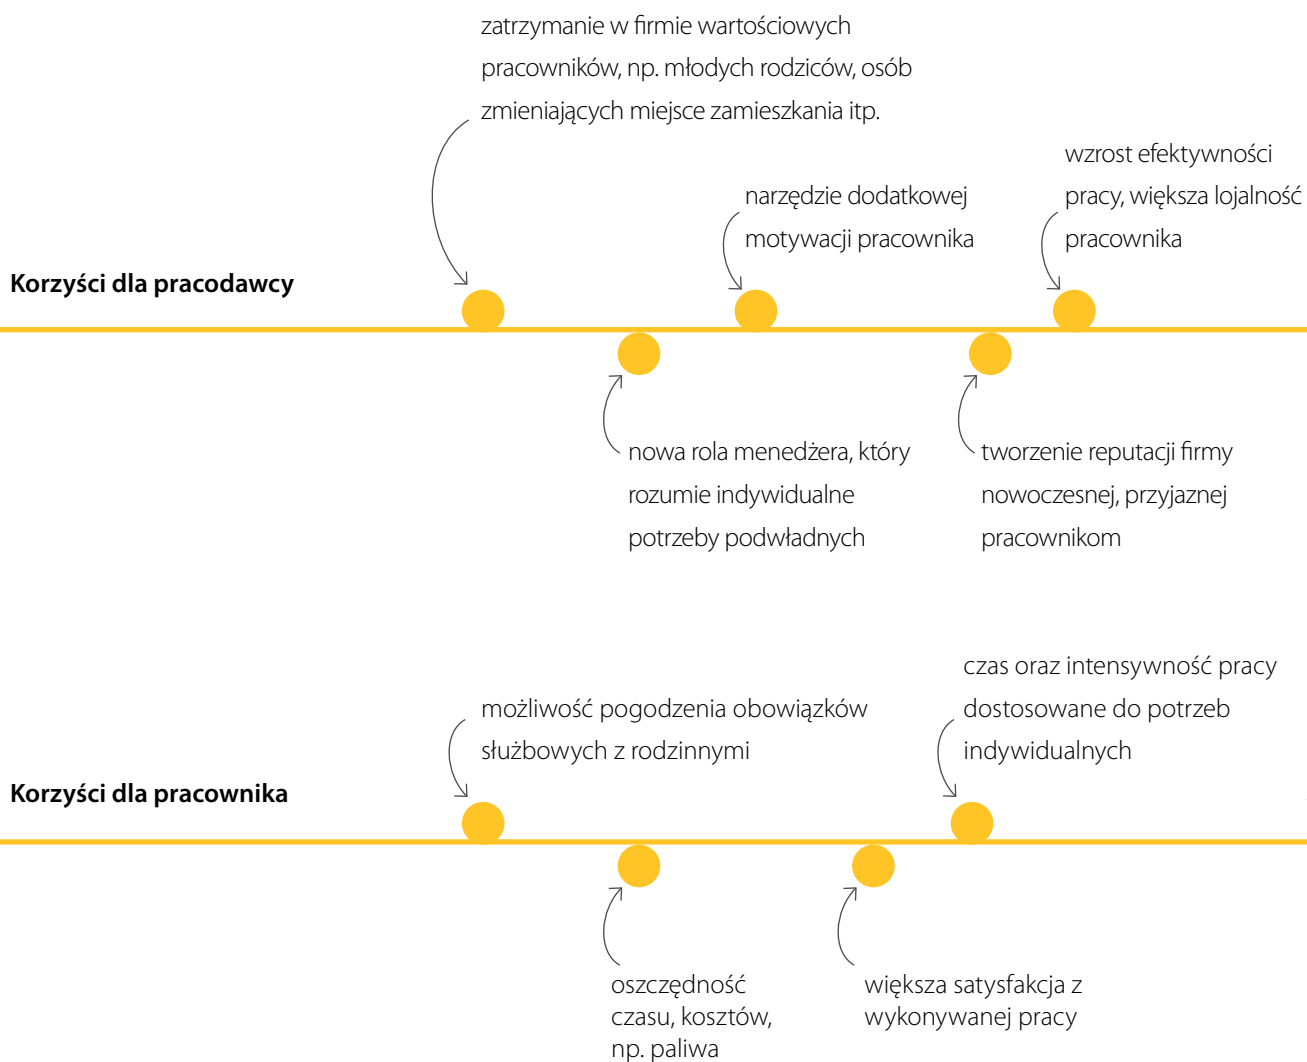 zatrzymanie w firmie wartościowych
pracowników, np. młodych rodziców, osób
zmieniających miejsce zamieszkania itp.
narzędzie dodatkowej
motywacji pracownika
wzrost efektywności
pracy, większa lojalność
pracownika
Korzyści dla pracodawcy
nowa rola menedżera, który
rozumie indywidualne
potrzeby podwładnych
tworzenie reputacji firmy
nowoczesnej, przyjaznej
pracownikom
możliwość pogodzenia obowiązków
służbowych z rodzinnymi
czas oraz intensywność pracy
dostosowane do potrzeb
indywidualnych
Korzyści dla pracownika
oszczędność
czasu, kosztów,
np. paliwa
większa satysfakcja z
wykonywanej pracy